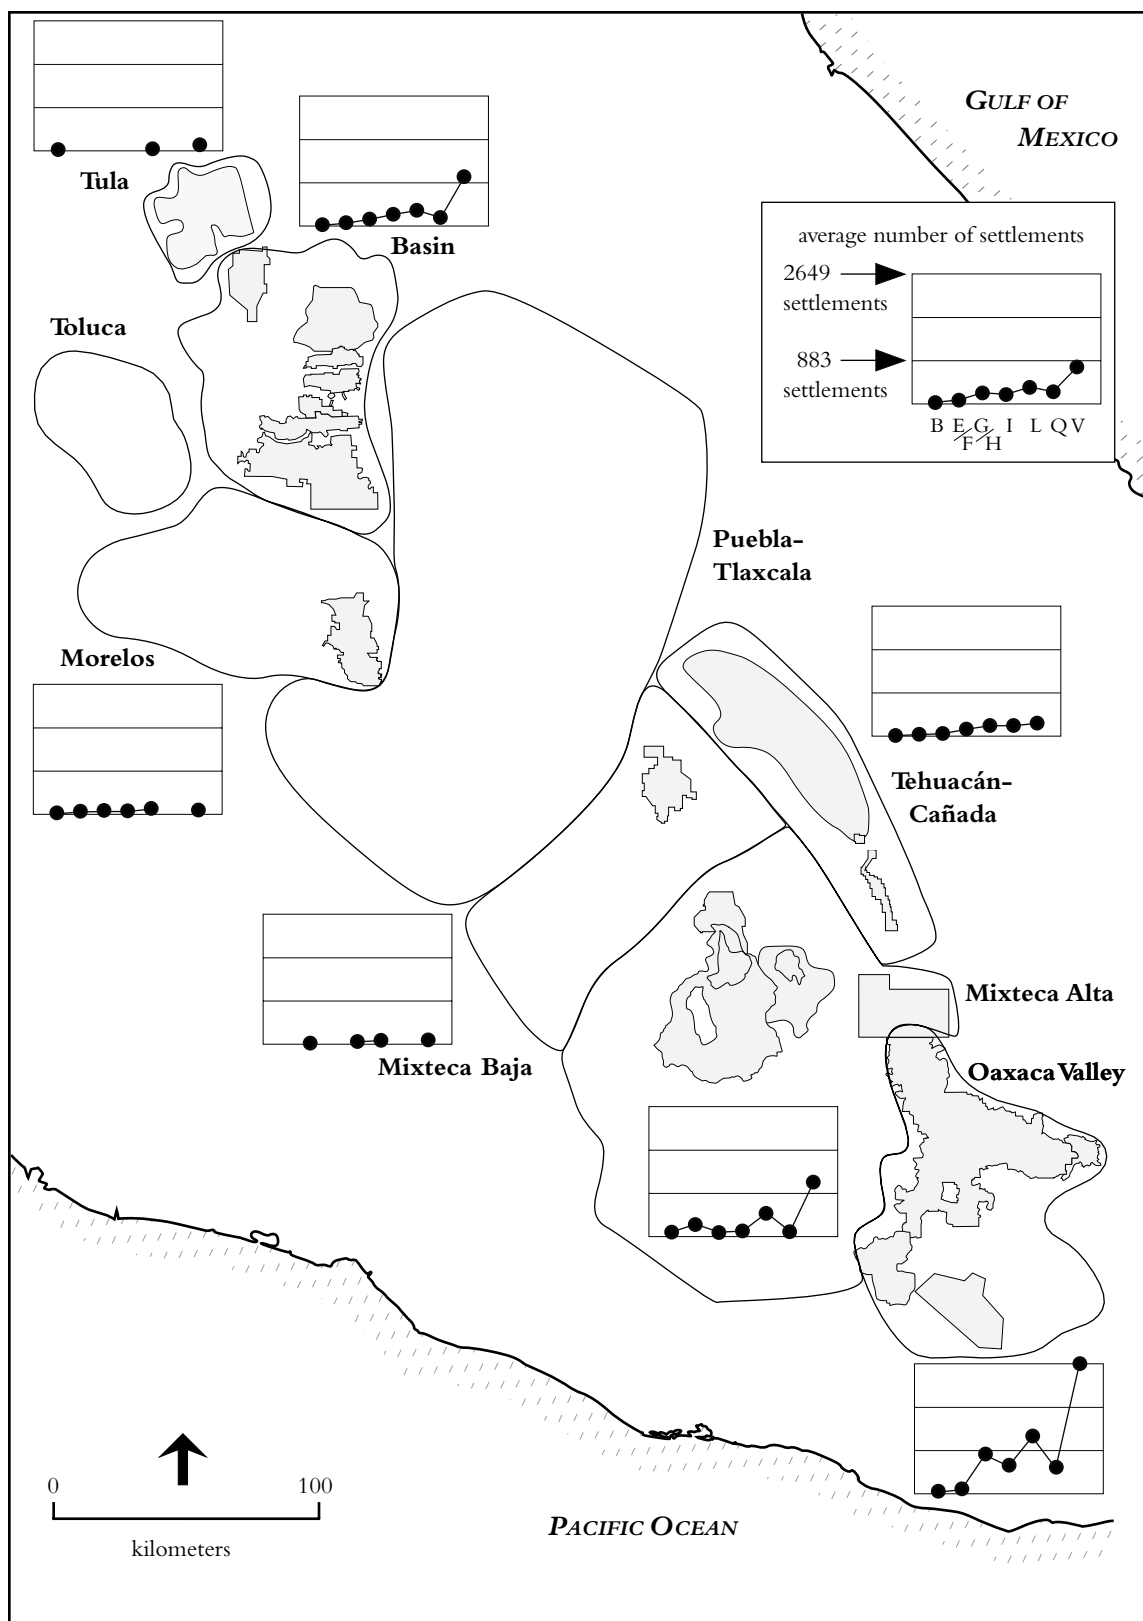 GULF OF
MEXICO
Tula
Basin
average number of settlements
2649
settlements
883
settlements
B E/F G/H I L Q V
Toluca
Puebla-
Tlaxcala
Morelos
Tehuacán-
Cañada
Mixteca Alta
Mixteca Baja
Oaxaca Valley
0 100
kilometers
PACIFIC OCEAN